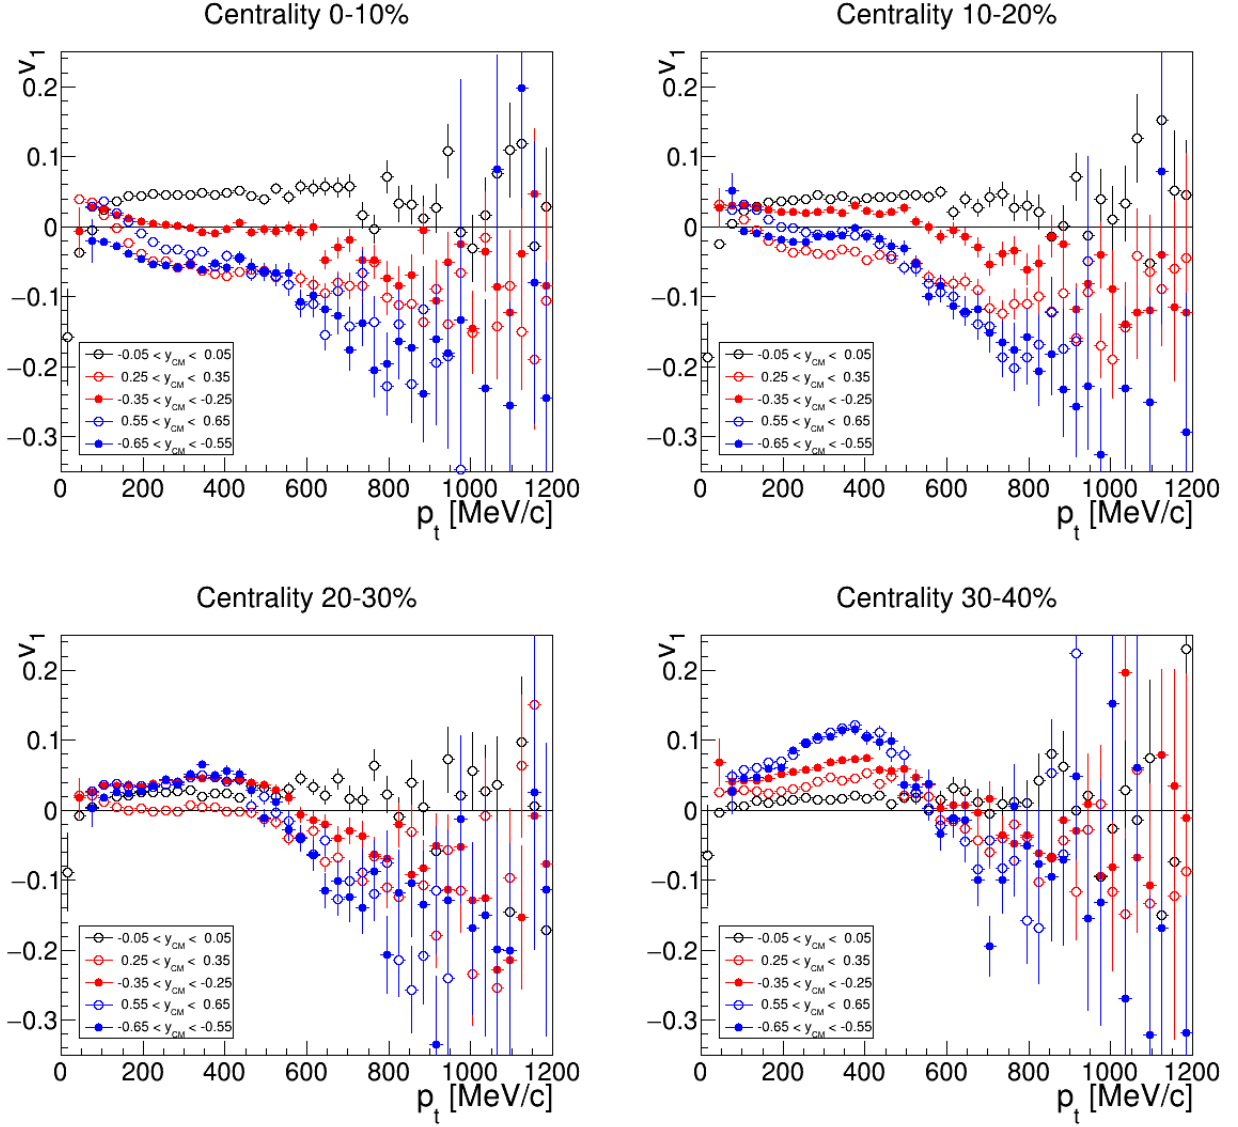 Centrality 0-10%
Centrality 10-20%
v1
0.2
0.1
0
−0.1
−0.2
−0.3
-0.05 < yCM < 0.05
0.25 < yCM < 0.35
-0.35 < yCM < -0.25
0.55 < yCM < 0.65
-0.65 < yCM < -0.55
0 200 400 600 800 1000 1200
pt [MeV/c]
v1
0.2
0.1
0
−0.1
−0.2
−0.3
-0.05 < yCM < 0.05
0.25 < yCM < 0.35
-0.35 < yCM < -0.25
0.55 < yCM < 0.65
-0.65 < yCM < -0.55
0 200 400 600 800 1000 1200
pt [MeV/c]
Centrality 20-30%
Centrality 30-40%
v1
0.2
0.1
0
−0.1
−0.2
−0.3
-0.05 < yCM < 0.05
0.25 < yCM < 0.35
-0.35 < yCM < -0.25
0.55 < yCM < 0.65
-0.65 < yCM < -0.55
0 200 400 600 800 1000 1200
pt [MeV/c]
v1
0.2
0.1
0
−0.1
−0.2
−0.3
-0.05 < yCM < 0.05
0.25 < yCM < 0.35
-0.35 < yCM < -0.25
0.55 < yCM < 0.65
-0.65 < yCM < -0.55
0 200 400 600 800 1000 1200
pt [MeV/c]